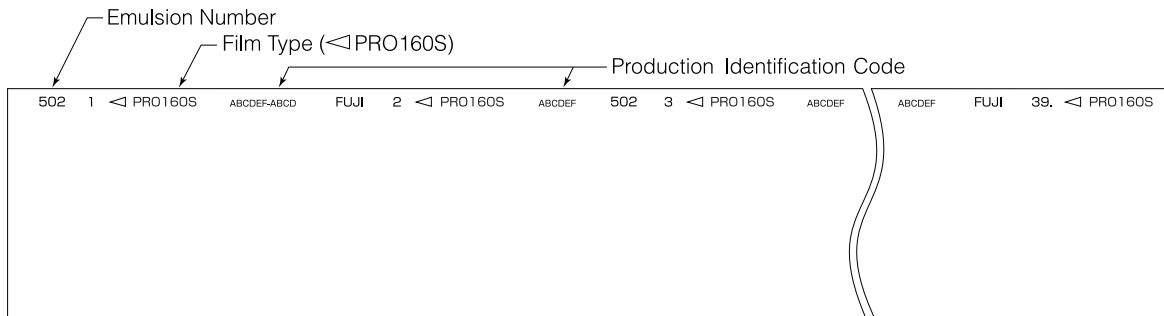 Emulsion Number
Film Type (◁PRO160S)
Production Identification Code
502 1 ◁ PRO160S ABCDEF-ABCD FUJI 2 ◁ PRO160S ABCDEF 502 3 ◁ PRO160S ABCDEF ABCDEF FUJI 39. ◁ PRO160S